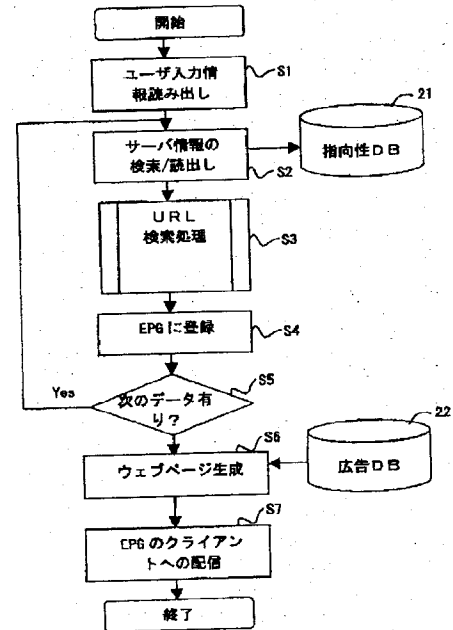 開始
ユーザ入力情
報読み出し
S1
サーバ情報の
検索/読出し
S2
21
指向性DB
URL
検索処理
S3
EPGに登録
S4
Yes
次のデータ有
り?
S5
22
広告DB
ウェブページ生成
S6
EPGのクライアン
トへの配信
S7
終了